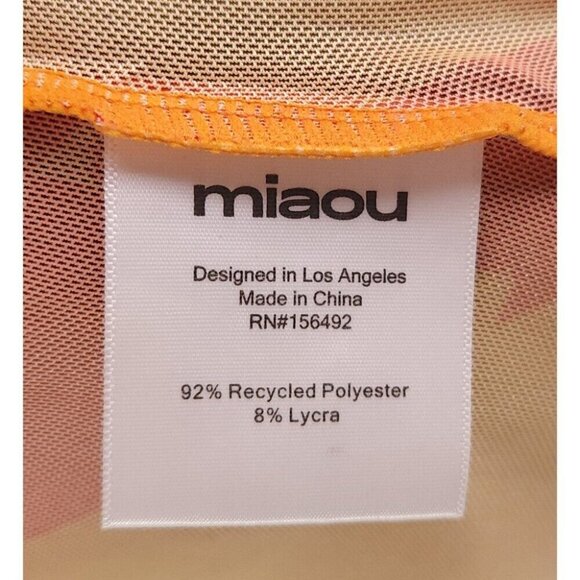 miaou
Designed in Los Angeles
Made in China
RN#156492
92% Recycled Polyester
8% Lycra